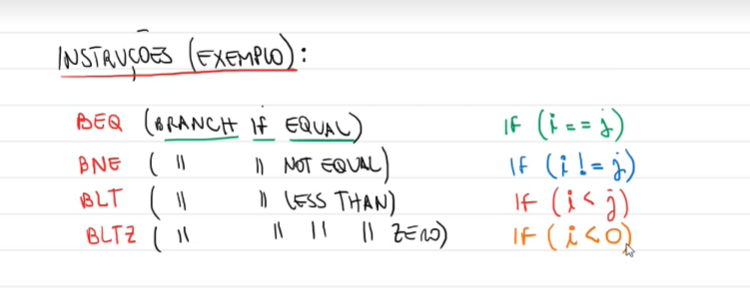 INSTRUÇÕES (EXEMPLO):
BEQ (BRANCH IF EQUAL) IF (i == j)
BNE ( " " NOT EQUAL) IF (i != j)
BLT ( " " LESS THAN) IF (i < j)
BLTZ ( " " " " ZERO) IF (i < 0)